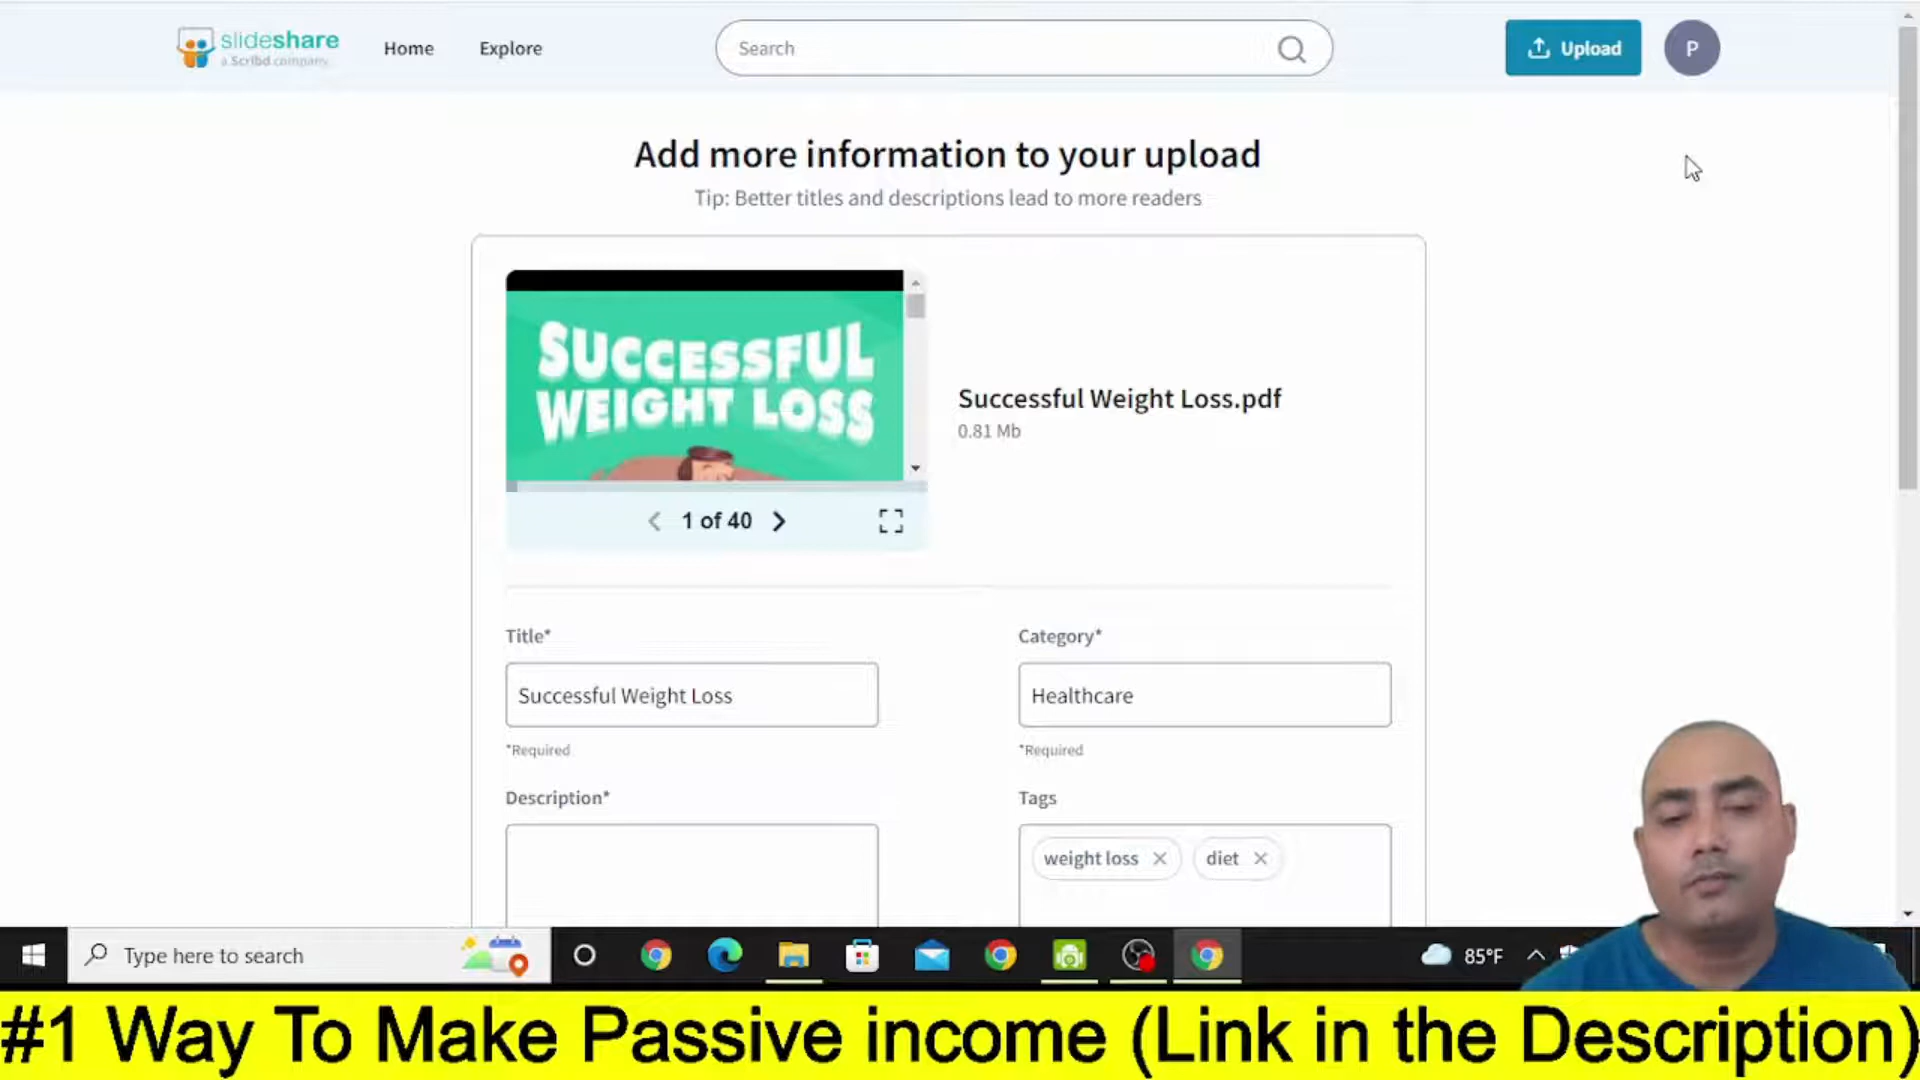 slideshare
a Scribd company
Home
Explore
Search
Upload
P
Add more information to your upload
Tip: Better titles and descriptions lead to more readers
SUCCESSFUL
WEIGHT LOSS
Successful Weight Loss.pdf
0.81 Mb
1 of 40
Title*
Category*
Successful Weight Loss
Healthcare
*Required
*Required
Description*
Tags
weight loss
diet
Type here to search
85°F
#1 Way To Make Passive income (Link in the Description)